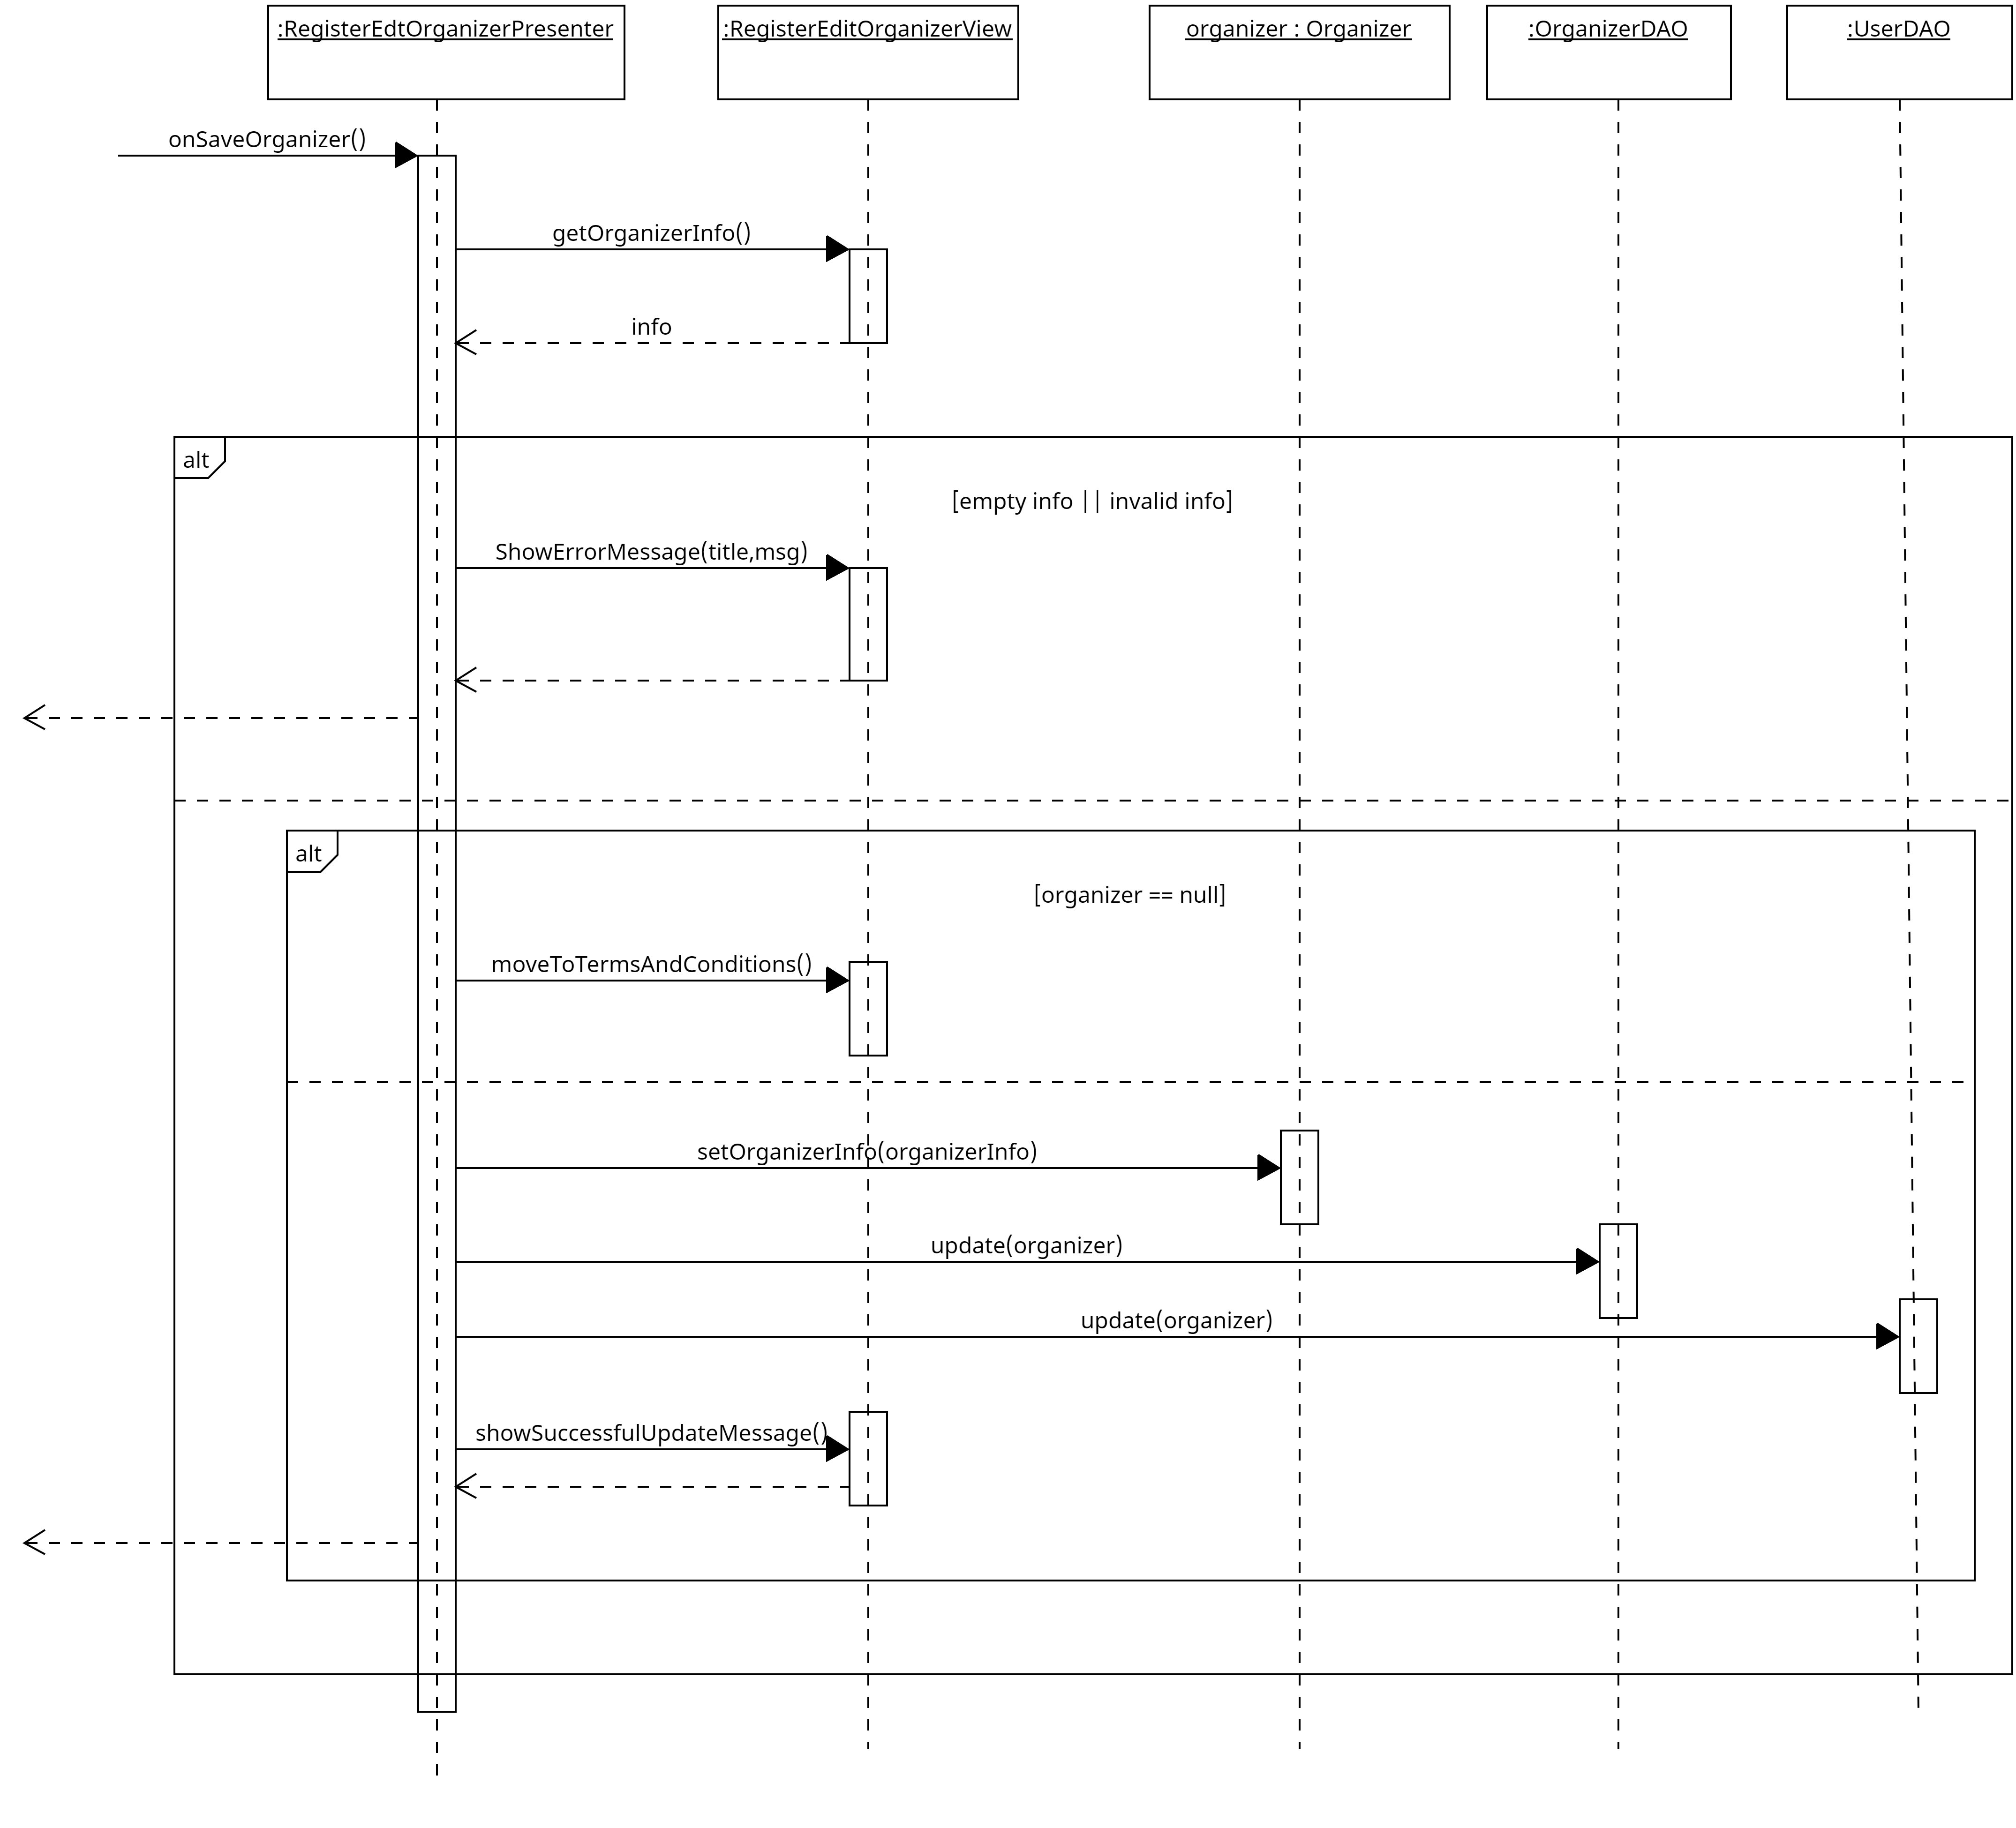 :RegisterEdtOrganizerPresenter
:RegisterEditOrganizerView
organizer : Organizer
:OrganizerDAO
:UserDAO
onSaveOrganizer()
getOrganizerInfo()
info
alt
[empty info || invalid info]
ShowErrorMessage(title,msg)
alt
[organizer == null]
moveToTermsAndConditions()
setOrganizerInfo(organizerInfo)
update(organizer)
update(organizer)
showSuccessfulUpdateMessage()